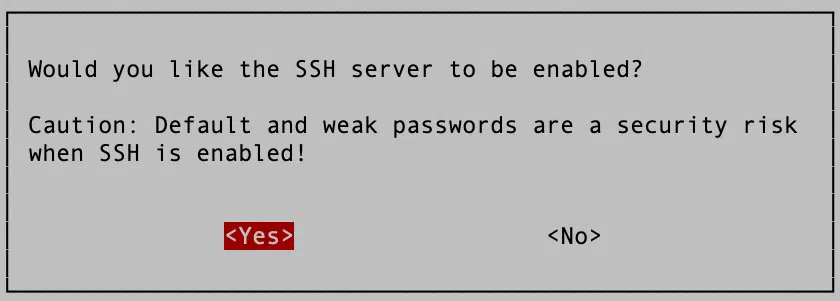 Would you like the SSH server to be enabled?
Caution: Default and weak passwords are a security risk
when SSH is enabled!
<Yes> <No>